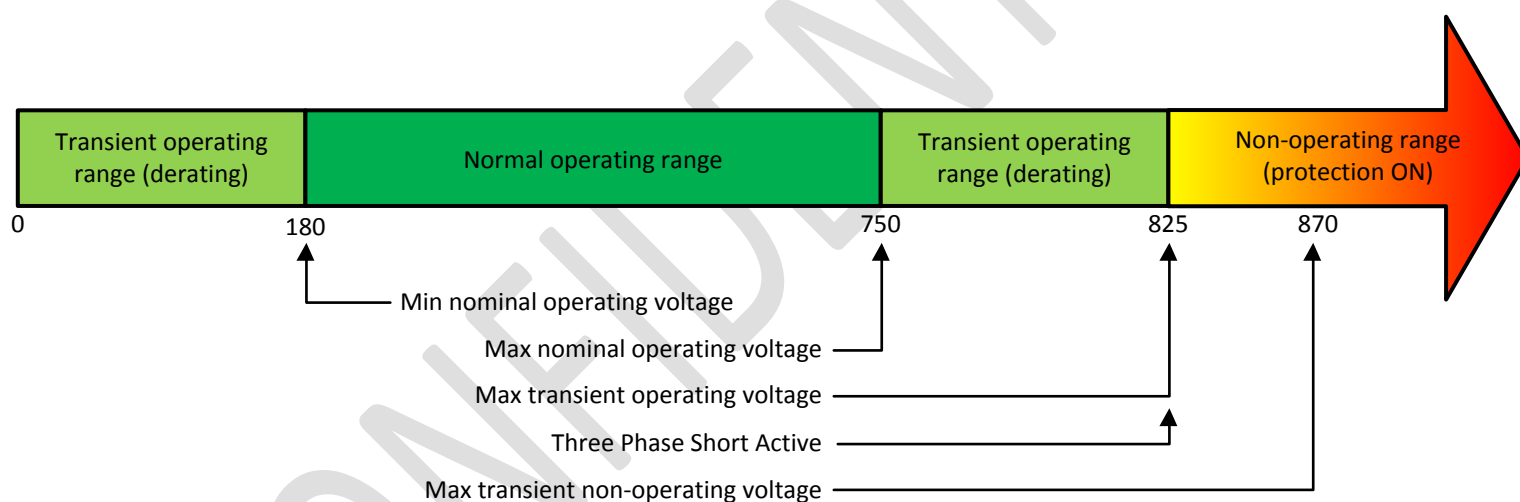 Transient operating
range (derating)
Normal operating range
Transient operating
range (derating)
Non-operating range
(protection ON)
0
180
750
825
870
Min nominal operating voltage
Max nominal operating voltage
Max transient operating voltage
Three Phase Short Active
Max transient non-operating voltage